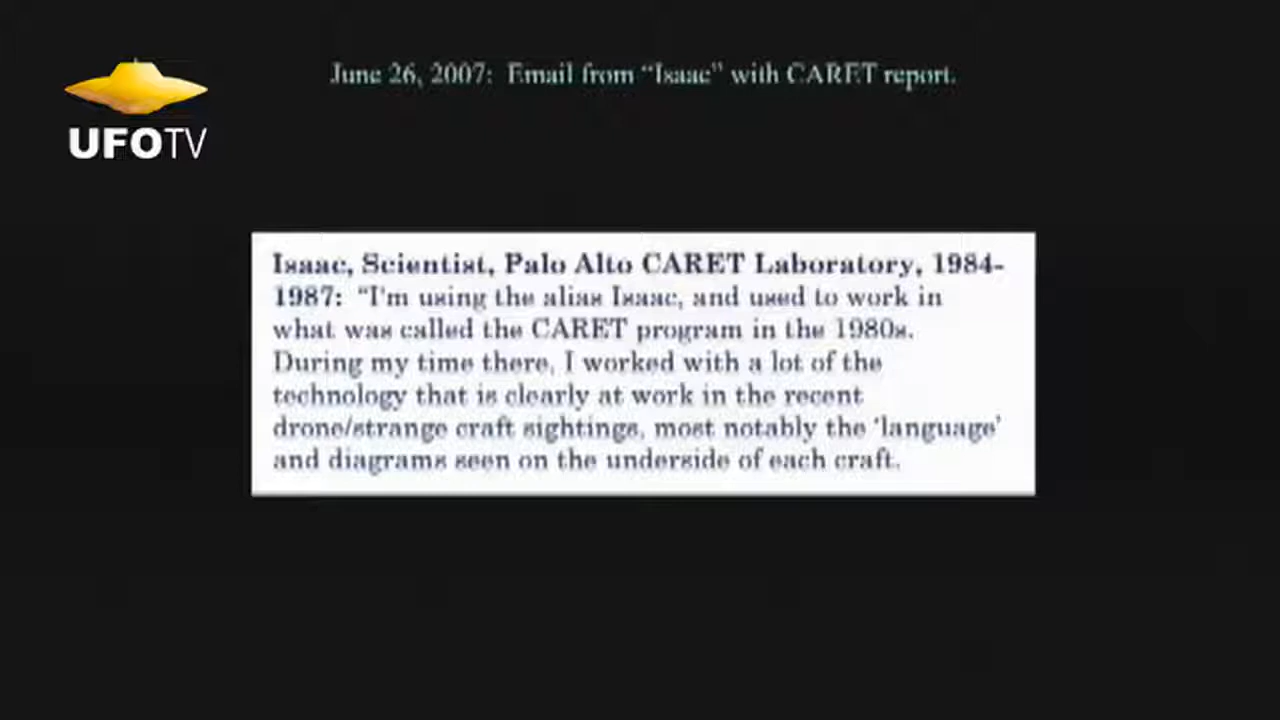 June 26, 2007: Email from “Isaac” with CARET report.
UFOTV
Isaac, Scientist, Palo Alto CARET Laboratory, 1984-
1987: “I'm using the alias Isaac, and used to work in
what was called the CARET program in the 1980s.
During my time there, I worked with a lot of the
technology that is clearly at work in the recent
drone/strange craft sightings, most notably the ‘language’
and diagrams seen on the underside of each craft.